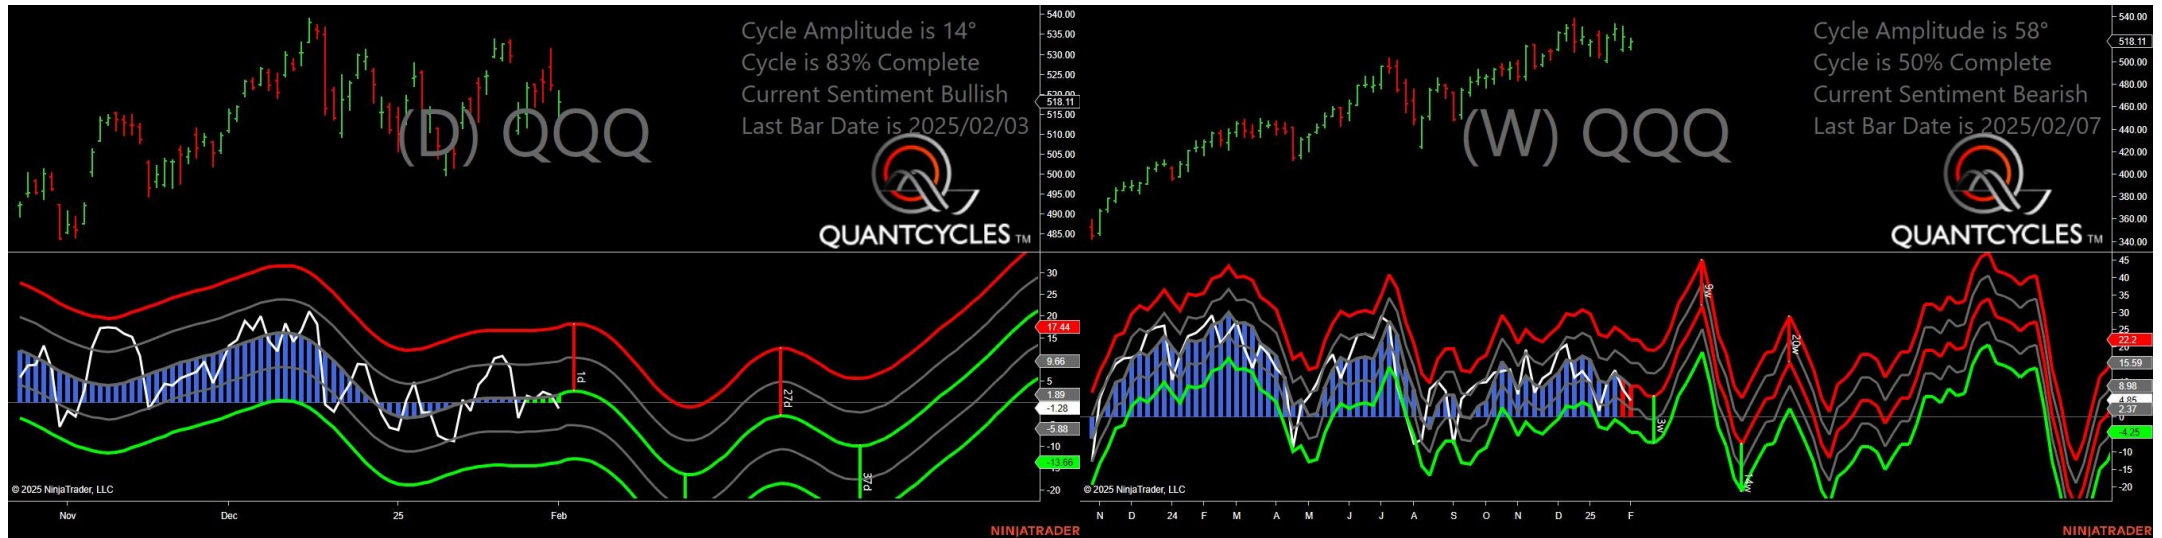 Cycle Amplitude is 14°
Cycle is 83% Complete
Current Sentiment Bullish
Last Bar Date is 2025/02/03
(D) QQQ
QUANTCYCLES TM
540.00
535.00
530.00
525.00
518.11
515.00
510.00
505.00
500.00
495.00
490.00
485.00
30
25
20
17.44
15
9.66
5
1.89
-1.28
-5.88
-10
-13.66
-20
1d
27d
37d
© 2025 NinjaTrader, LLC
Nov
Dec
25
Feb
NINJATRADER
Cycle Amplitude is 58°
Cycle is 50% Complete
Current Sentiment Bearish
Last Bar Date is 2025/02/07
(W) QQQ
QUANTCYCLES TM
540.00
518.11
500.00
480.00
460.00
440.00
420.00
400.00
380.00
360.00
340.00
45
40
35
30
25
22.2
20
15.59
8.98
4.85
2.37
-4.25
-10
-15
-20
9w
20w
3w
14w
© 2025 NinjaTrader, LLC
N D 24 F M A M J J A S O N D 25 F
NINJATRADER